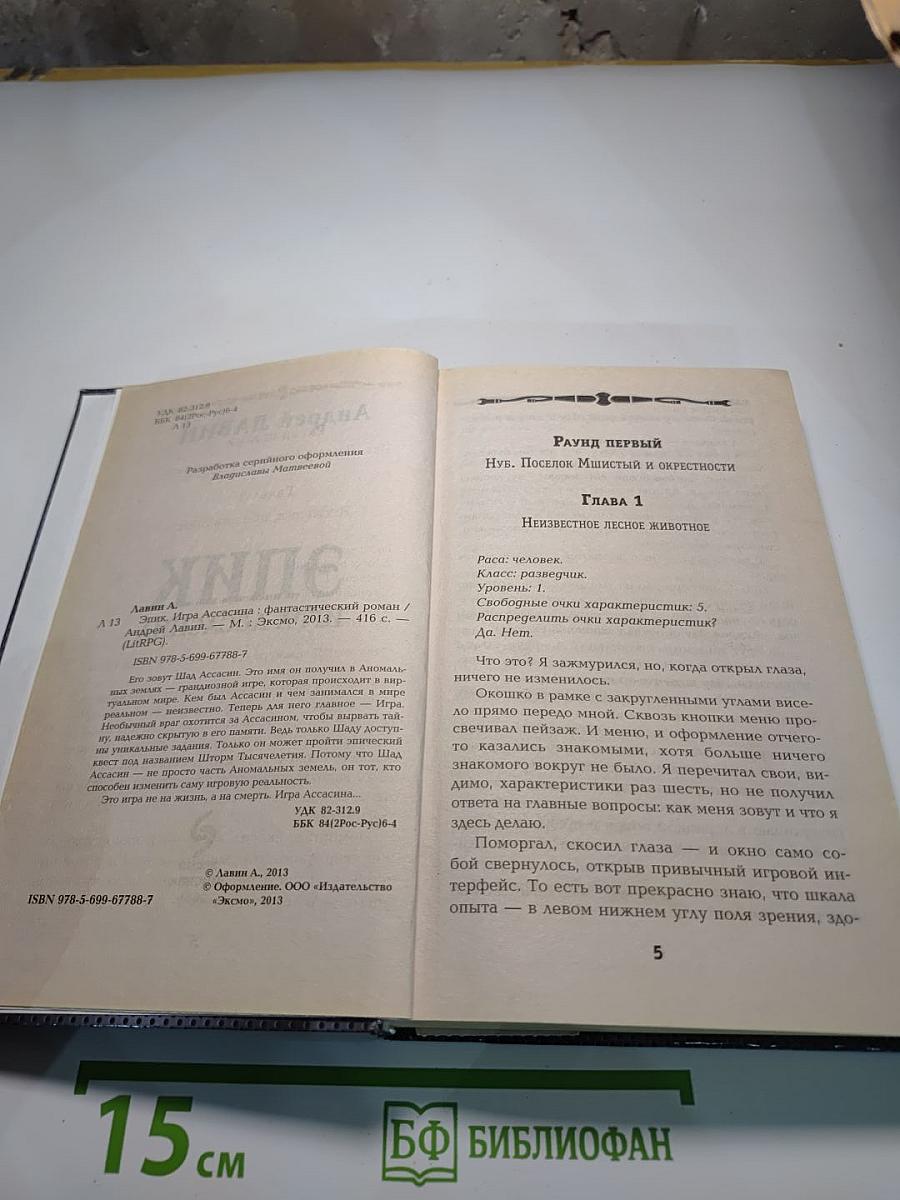 УДК 82-312.9
ББК 84(2Рос-Рус)6-4
Л 13
Разработка серийного оформления
Владиславы Матвеевой
Лавин А.
Л 13 Эпик. Игра Ассасина : фантастический роман /
Андрей Лавин. — М. : Эксмо, 2013. — 416 с. —
(LitRPG).
ISBN 978-5-699-67788-7
Его зовут Шад Ассасин. Это имя он получил в Аномаль-
ных землях — грандиозной игре, которая происходит в вир-
туальном мире. Кем был Ассасин и чем занимался в мире
реальном — неизвестно. Теперь для него главное — Игра.
Необычный враг охотится за Ассасином, чтобы вырвать тай-
ну, надежно скрытую в его памяти. Ведь только Шаду доступ-
ны уникальные задания. Только он может пройти эпический
квест под названием Шторм Тысячелетия. Потому что Шад
Ассасин — не просто часть Аномальных земель, он тот, кто
способен изменить саму игровую реальность.
Это игра не на жизнь, а на смерть. Игра Ассасина...
УДК 82-312.9
ББК 84(2Рос-Рус)6-4
© Лавин А., 2013
© Оформление. ООО «Издательство
«Эксмо», 2013
ISBN 978-5-699-67788-7
Раунд первый
Нуб. Поселок Мшистый и окрестности
Глава 1
Неизвестное лесное животное
Раса: человек.
Класс: разведчик.
Уровень: 1.
Свободные очки характеристик: 5.
Распределить очки характеристик?
Да. Нет.
Что это? Я зажмурился, но, когда открыл глаза,
ничего не изменилось.
Окошко в рамке с закругленными углами висе-
ло прямо передо мной. Сквозь кнопки меню про-
свечивал пейзаж. И меню, и оформление отчего-
то казались знакомыми, хотя больше ничего
знакомого вокруг не было. Я перечитал свои, ви-
димо, характеристики раз шесть, но не получил
ответа на главные вопросы: как меня зовут и что я
здесь делаю.
Поморгал, скосил глаза — и окно само со-
бой свернулось, открыв привычный игровой ин-
терфейс. То есть вот прекрасно знаю, что шкала
опыта — в левом нижнем углу поля зрения, здо-
5
15 см
БФ БИБЛИОФАН